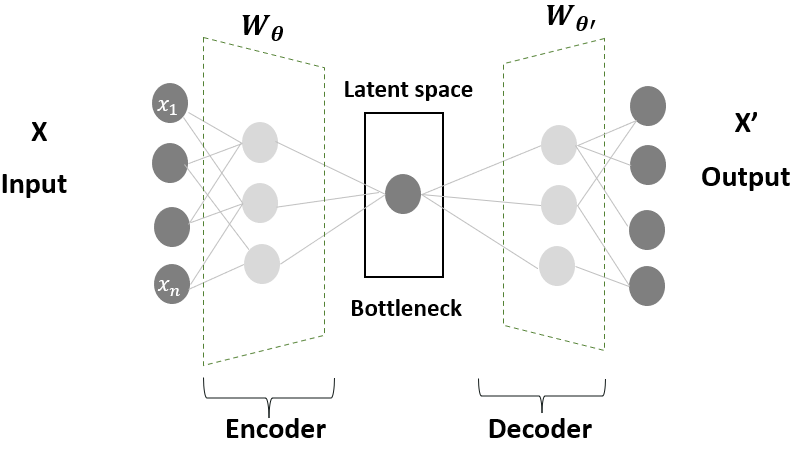 W_θ
W_θ′
Latent space
x_1
X
Input
X’
Output
x_n
Bottleneck
Encoder
Decoder